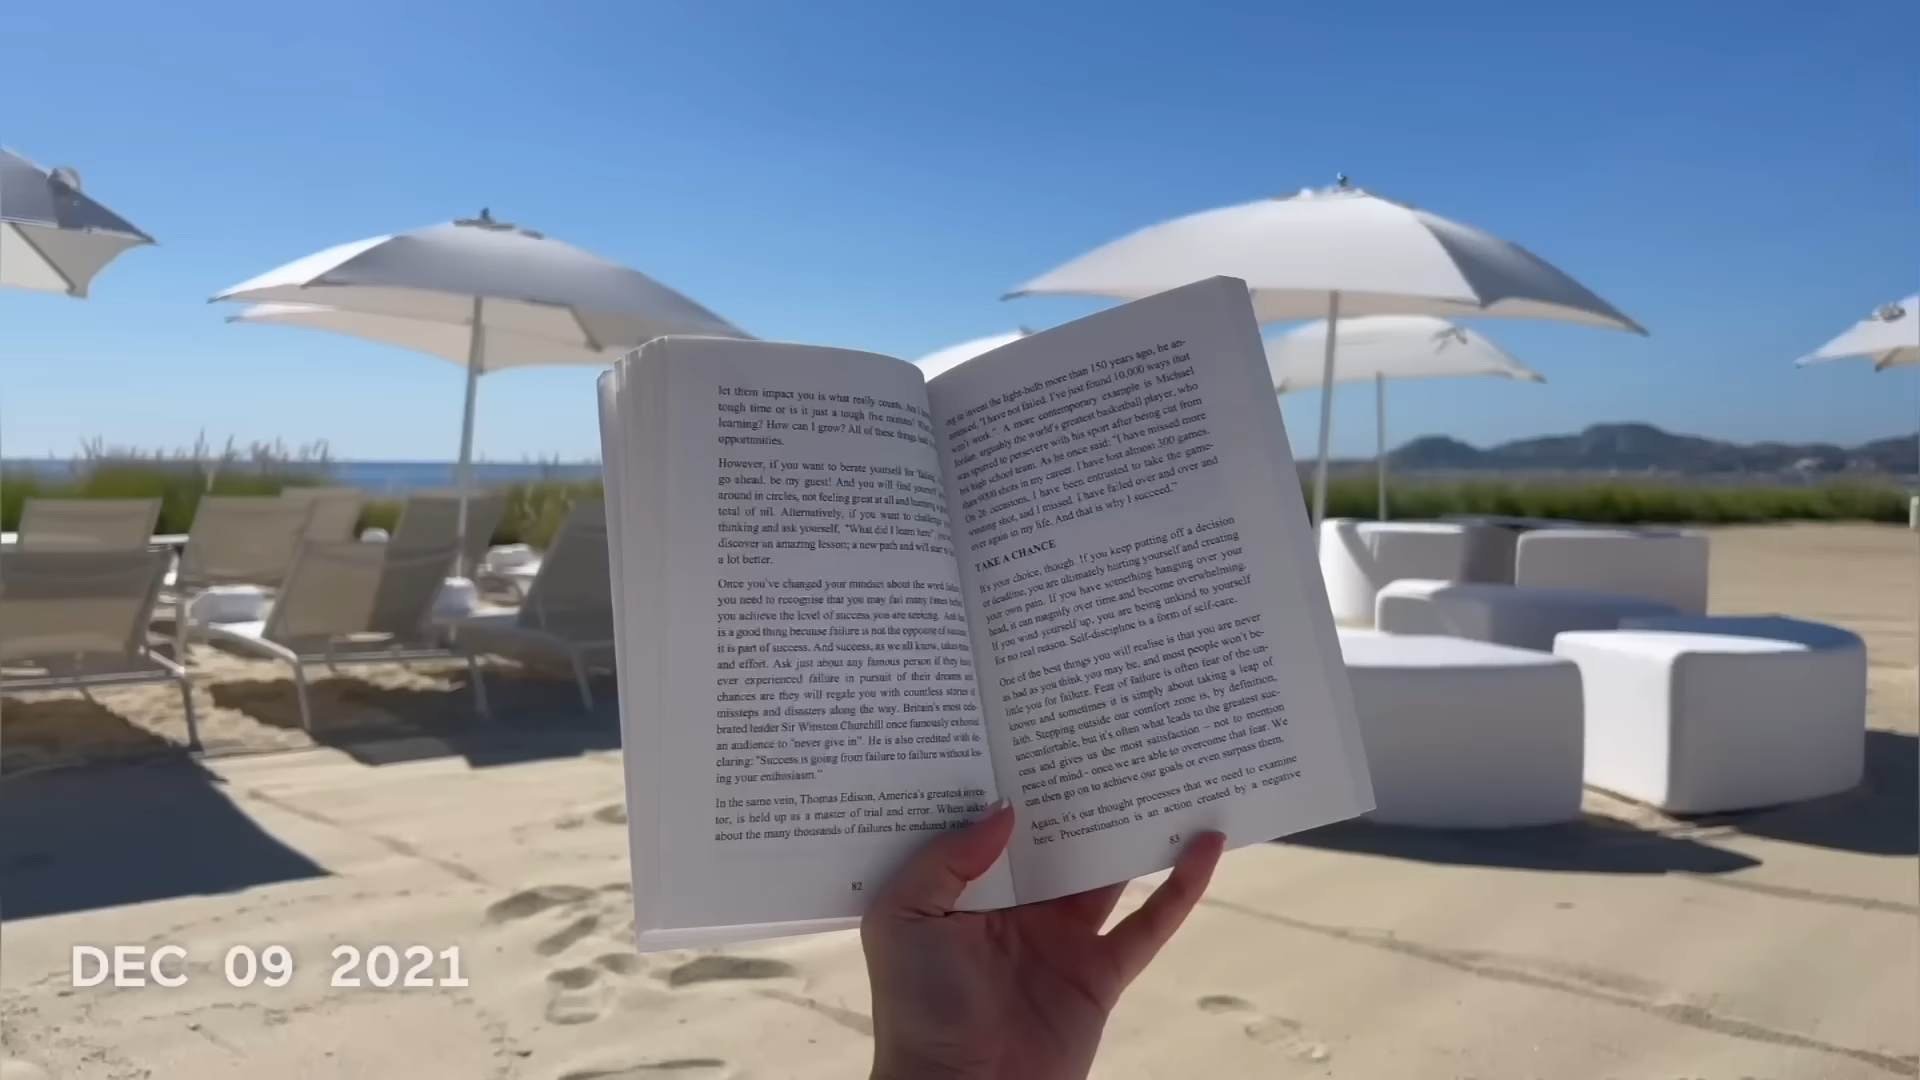 let them impact you is what really counts. Am I
tough time or is it just a tough five minutes?
learning? How can I grow? All of these things
opportunities.
However, if you want to berate yourself for
go ahead, be my guest! And you will find yourself
around in circles, not feeling great at all and
total of nil. Alternatively, if you want to
thinking and ask yourself, "What did I learn here",
discover an amazing lesson; a new path and will
a lot better.
Once you've changed your mindset about the word
you need to recognise that you may fail many times
you achieve the level of success you are seeking. And
is a good thing because failure is not the opposite of success,
it is part of success. And success, as we all know, takes
and effort. Ask just about any famous person if they have
ever experienced failure in pursuit of their dreams and
chances are they will regale you with countless stories of
missteps and disasters along the way. Britain's most cele-
brated leader Sir Winston Churchill once famously exhorted
an audience to "never give in". He is also credited with de-
claring: "Success is going from failure to failure without los-
ing your enthusiasm."
In the same vein, Thomas Edison, America's greatest inven-
tor, is held up as a master of trial and error. When asked
about the many thousands of failures he endured
82
to invent the light-bulb more than 150 years ago, he an-
nounced, "I have not failed. I've just found 10,000 ways that
won't work." A more contemporary example is Michael
Jordan, arguably the world's greatest basketball player, who
was spurred to persevere with his sport after being cut from
his high school team. As he once said: "I have missed more
than 9000 shots in my career. I have lost almost 300 games.
On 26 occasions, I have been entrusted to take the game-
winning shot, and I missed. I have failed over and over and
over again in my life. And that is why I succeed."
TAKE A CHANCE
It's your choice, though. If you keep putting off a decision
or deadline, you are ultimately hurting yourself and creating
your own pain. If you have something hanging over your
head, it can magnify over time and become overwhelming.
If you wind yourself up, you are being unkind to yourself
for no real reason. Self-discipline is a form of self-care.
One of the best things you will realise is that you are never
as bad as you think you may be, and most people won't be-
little you for failure. Fear of failure is often fear of the un-
known and sometimes it is simply about taking a leap of
faith. Stepping outside our comfort zone is, by definition,
uncomfortable, but it's often what leads to the greatest suc-
cess and gives us the most satisfaction – not to mention
peace of mind - once we are able to overcome that fear. We
can then go on to achieve our goals or even surpass them.
Again, it's our thought processes that we need to examine
here. Procrastination is an action created by a negative
83
DEC 09 2021